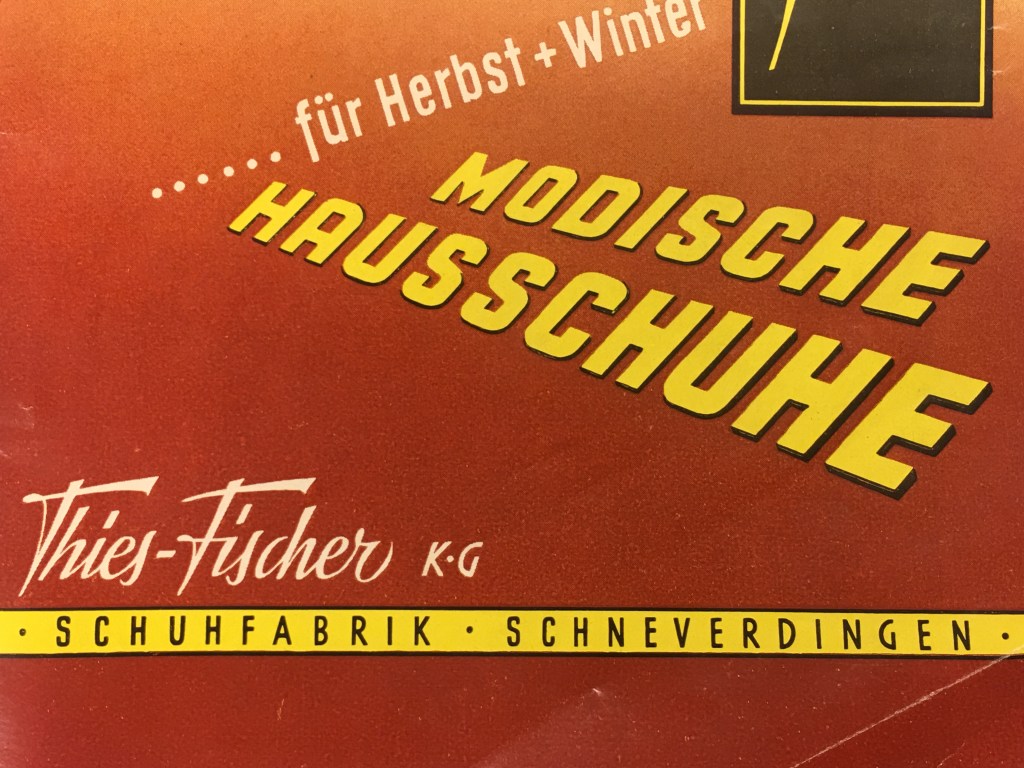 ...... für Herbst + Winter
MODISCHE
HAUSSCHUHE
Thies-Fischer K·G
· SCHUHFABRIK · SCHNEVERDINGEN ·